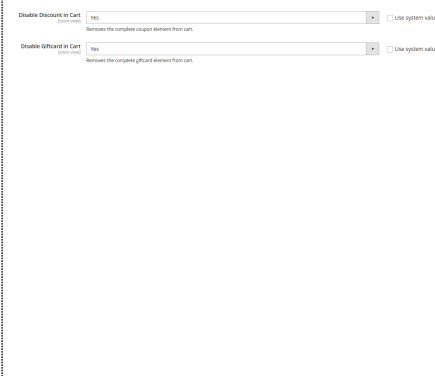 Disable Discount in Cart
[store view]
Yes
Use system valu
Removes the complete coupon element from cart.
Disable Giftcard in Cart
[store view]
Yes
Use system valu
Removes the complete giftcard element from cart.